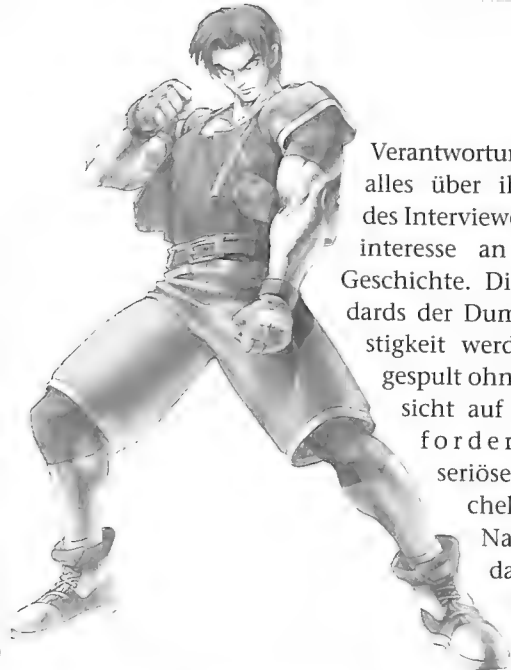 Verantwortun
alles über il
des Interviewe
interesse an
Geschichte. Di
dards der Dum
stigkeit werd
gespult ohn
sicht auf
forder
seriöse
chel
Na
da